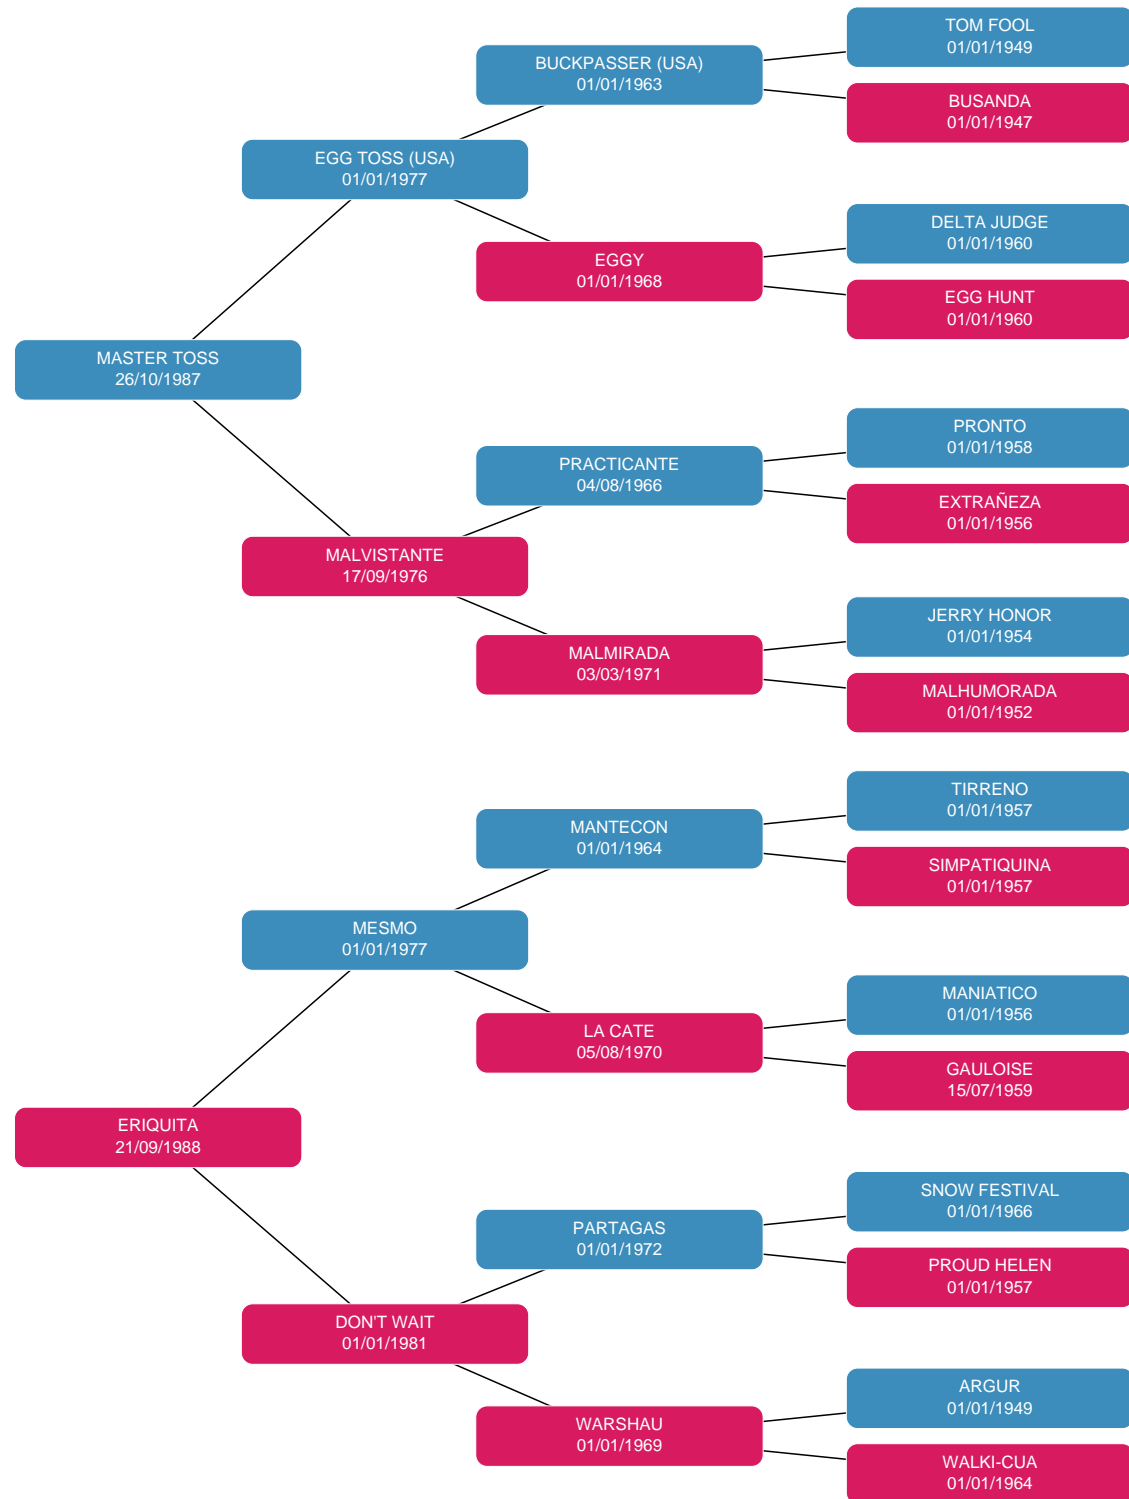 TOM FOOL
01/01/1949
BUCKPASSER (USA)
01/01/1963
BUSANDA
01/01/1947
EGG TOSS (USA)
01/01/1977
DELTA JUDGE
01/01/1960
EGGY
01/01/1968
EGG HUNT
01/01/1960
MASTER TOSS
26/10/1987
PRONTO
01/01/1958
PRACTICANTE
04/08/1966
EXTRAÑEZA
01/01/1956
MALVISTANTE
17/09/1976
JERRY HONOR
01/01/1954
MALMIRADA
03/03/1971
MALHUMORADA
01/01/1952
TIRRENO
01/01/1957
MANTECON
01/01/1964
SIMPATIQUINA
01/01/1957
MESMO
01/01/1977
MANIATICO
01/01/1956
LA CATE
05/08/1970
GAULOISE
15/07/1959
ERIQUITA
21/09/1988
SNOW FESTIVAL
01/01/1966
PARTAGAS
01/01/1972
PROUD HELEN
01/01/1957
DON'T WAIT
01/01/1981
ARGUR
01/01/1949
WARSHAU
01/01/1969
WALKI-CUA
01/01/1964